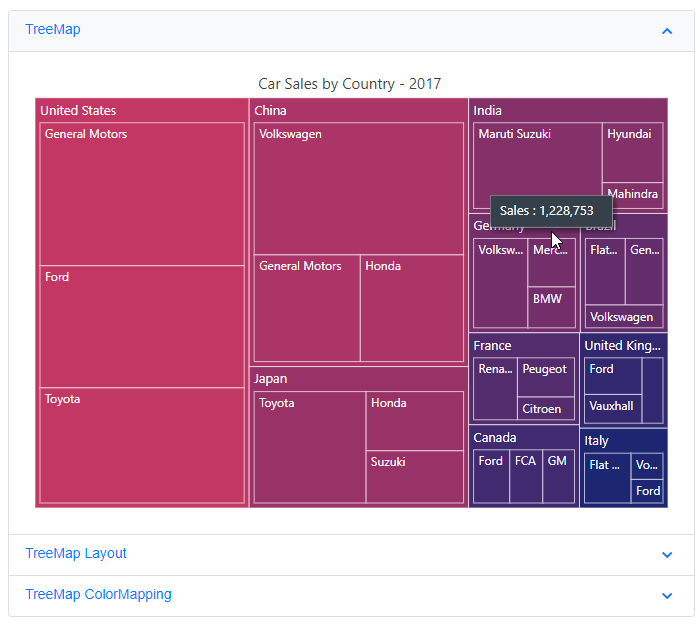 TreeMap
Car Sales by Country - 2017
United States
General Motors
Ford
Toyota
China
Volkswagen
General Motors
Honda
Japan
Toyota
Honda
Suzuki
India
Maruti Suzuki
Hyundai
Mahindra
Sales : 1,228,753
Germany
Volksw...
Merc...
BMW
Brazil
Flat...
Gen...
Volkswagen
France
Rena...
Peugeot
Citroen
United King...
Ford
Vauxhall
Canada
Ford
FCA
GM
Italy
Flat ...
Vo...
Ford
TreeMap Layout
TreeMap ColorMapping